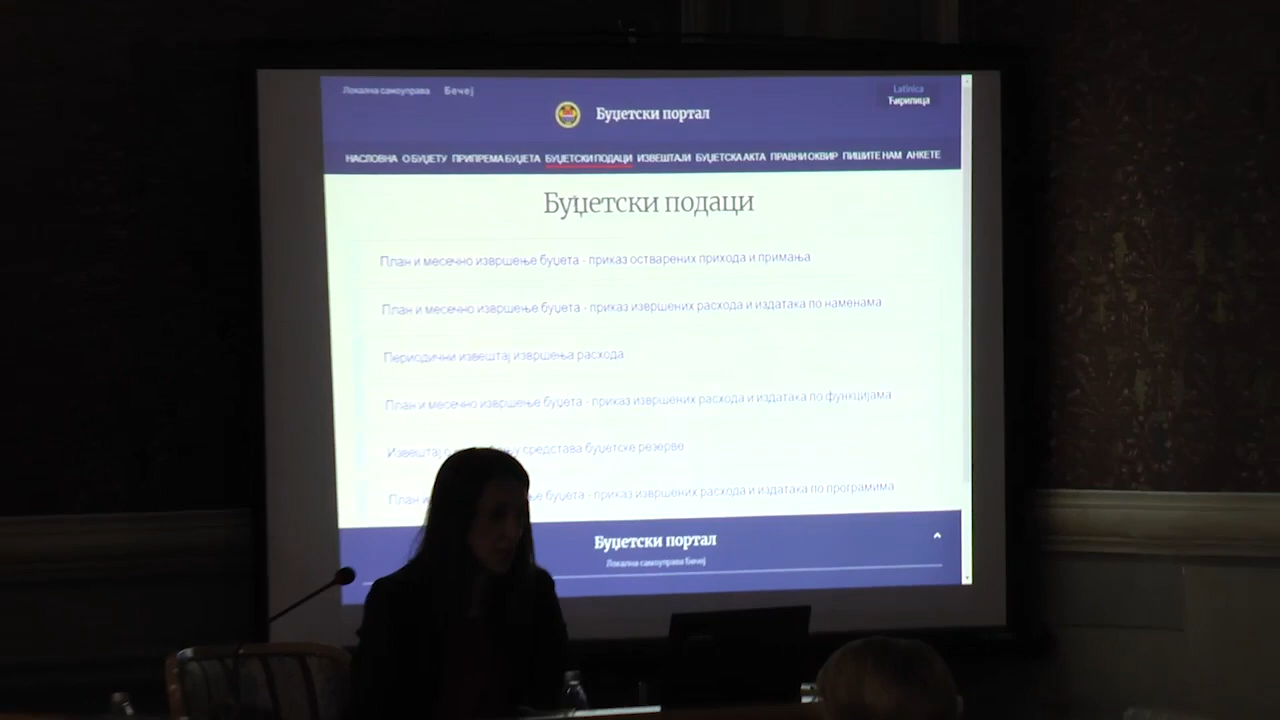 Локална самоуправа Бечеј
Latinica
Ћирилица
Буџетски портал
НАСЛОВНА О БУЏЕТУ ПРИПРЕМА БУЏЕТА БУЏЕТСКИ ПОДАЦИ ИЗВЕШТАЈИ БУЏЕТСКА АКТА ПРАВНИ ОКВИР ПИШИТЕ НАМ АНКЕТЕ
Буџетски подаци
План и месечно извршење буџета - приказ остварених прихода и примања
План и месечно извршење буџета - приказ извршених расхода и издатака по наменама
Периодични извештај извршења расхода
План и месечно извршење буџета - приказ извршених расхода и издатака по функцијама
Извештај средстава буџетске резерве
План и буџета - приказ извршених расхода и издатака по програмима
Буџетски портал
Локална самоуправа Бечеј